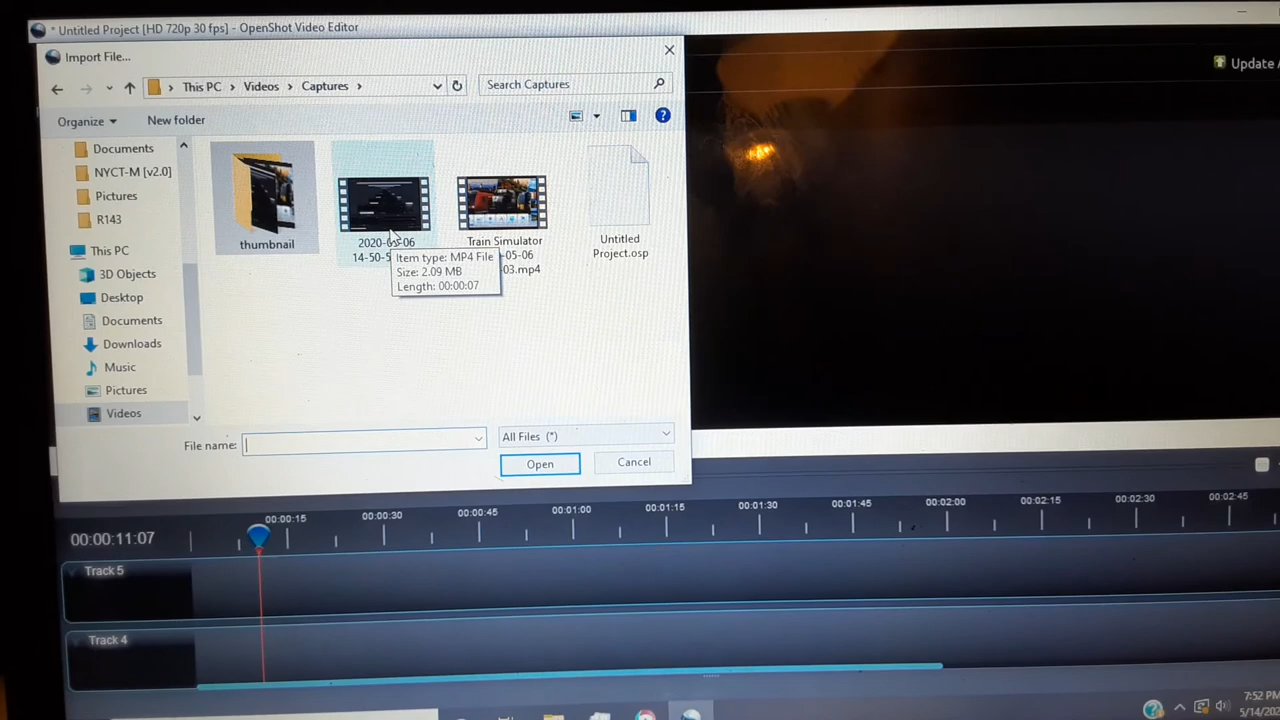 * Untitled Project [HD 720p 30 fps] - OpenShot Video Editor
Import File...
This PC > Videos > Captures >
Search Captures
Update
Organize
New folder
Documents
NYCT-M [v2.0]
Pictures
R143
This PC
3D Objects
Desktop
Documents
Downloads
Music
Pictures
Videos
thumbnail
14-50-5
Train Simulator
-05-06
03.mp4
Untitled
Project.osp
Item type: MP4 File
Size: 2.09 MB
Length: 00:00:07
File name:
All Files (*)
Open
Cancel
00:00:11:07
00:00:15
00:00:30
00:00:45
00:01:00
00:01:15
00:01:30
00:01:45
00:02:00
00:02:15
00:02:30
00:02:45
Track 5
Track 4
7:52 PM